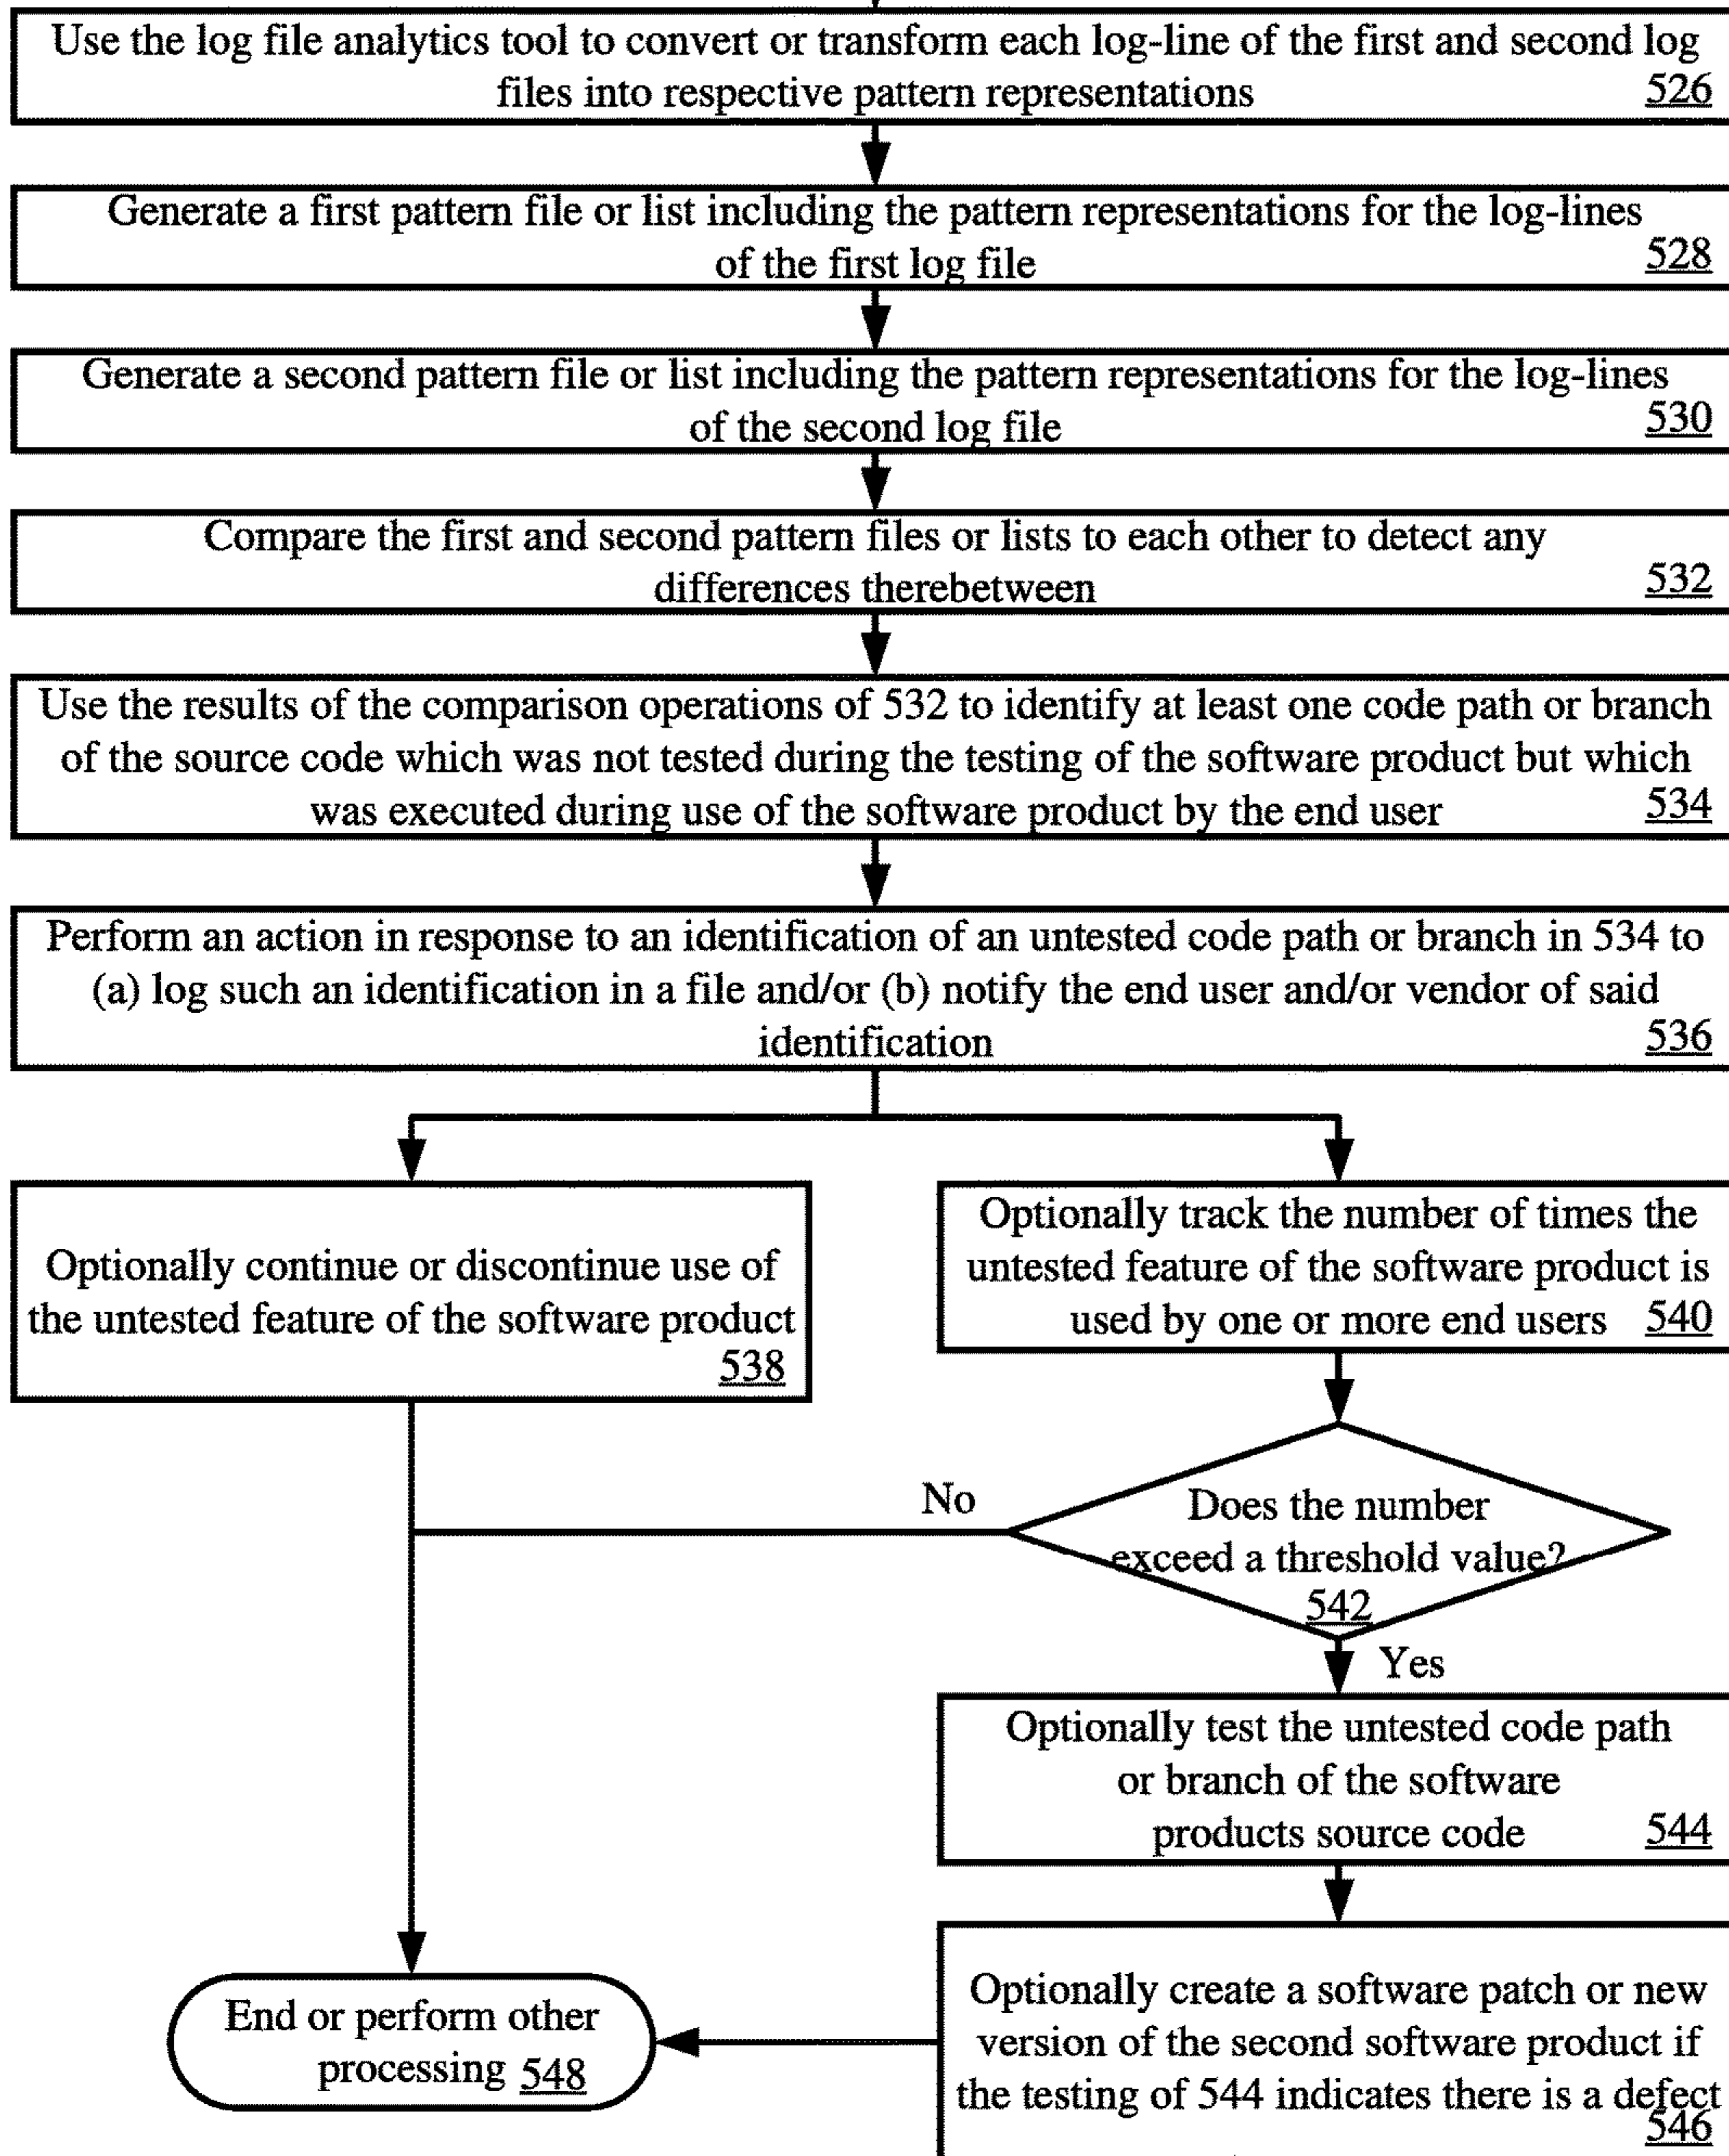 Use the log file analytics tool to convert or transform each log-line of the first and second log
files into respective pattern representations 526
Generate a first pattern file or list including the pattern representations for the log-lines
of the first log file 528
Generate a second pattern file or list including the pattern representations for the log-lines
of the second log file 530
Compare the first and second pattern files or lists to each other to detect any
differences therebetween 532
Use the results of the comparison operations of 532 to identify at least one code path or branch
of the source code which was not tested during the testing of the software product but which
was executed during use of the software product by the end user 534
Perform an action in response to an identification of an untested code path or branch in 534 to
(a) log such an identification in a file and/or (b) notify the end user and/or vendor of said
identification 536
Optionally continue or discontinue use of
the untested feature of the software product
538
Optionally track the number of times the
untested feature of the software product is
used by one or more end users 540
No
Does the number
exceed a threshold value?
542
Yes
Optionally test the untested code path
or branch of the software
products source code 544
Optionally create a software patch or new
version of the second software product if
the testing of 544 indicates there is a defect
546
End or perform other
processing 548